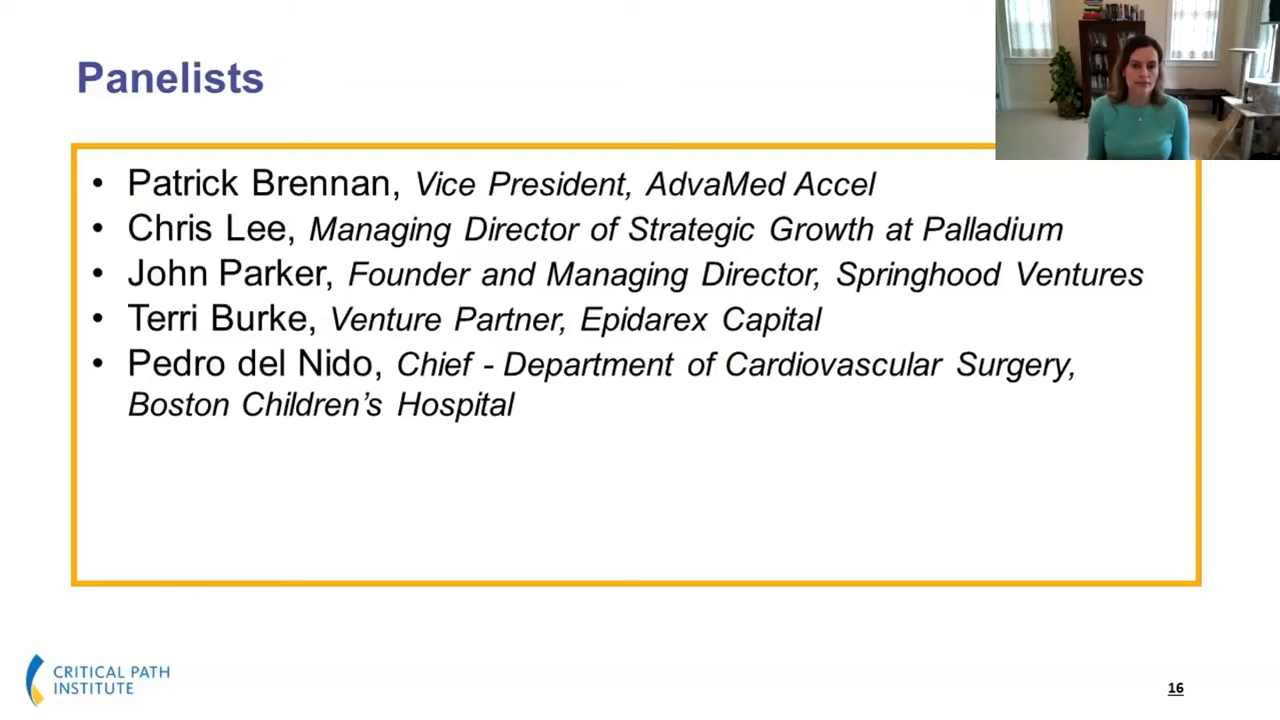 Panelists
• Patrick Brennan, Vice President, AdvaMed Accel
• Chris Lee, Managing Director of Strategic Growth at Palladium
• John Parker, Founder and Managing Director, Springhood Ventures
• Terri Burke, Venture Partner, Epidarex Capital
• Pedro del Nido, Chief - Department of Cardiovascular Surgery,
Boston Children’s Hospital
CRITICAL PATH
INSTITUTE
16